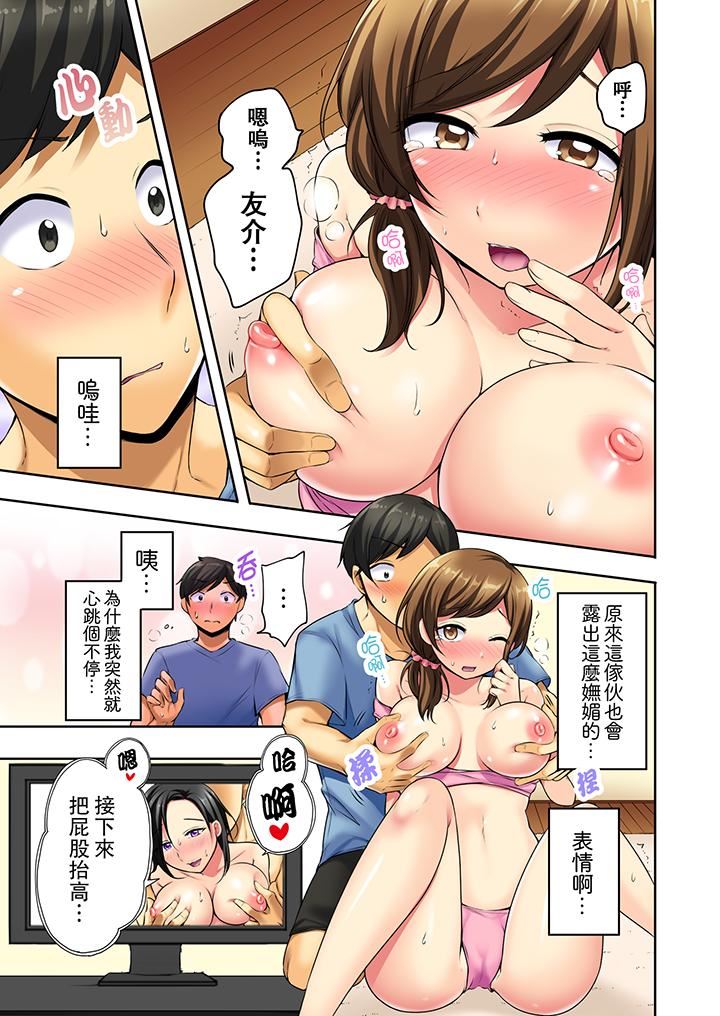 呼…
嗯嗚…
友介…
哈
啊
哈
啊…
心動
嗚哇…
原來這傢伙也會
露出這麼嫵媚的…
表情啊…
哈
哈
啊…
揉
捏
…
吞
咦…
為什麼我突然就
心跳個不停…
哈
啊
嗯
接下來
把屁股抬高…